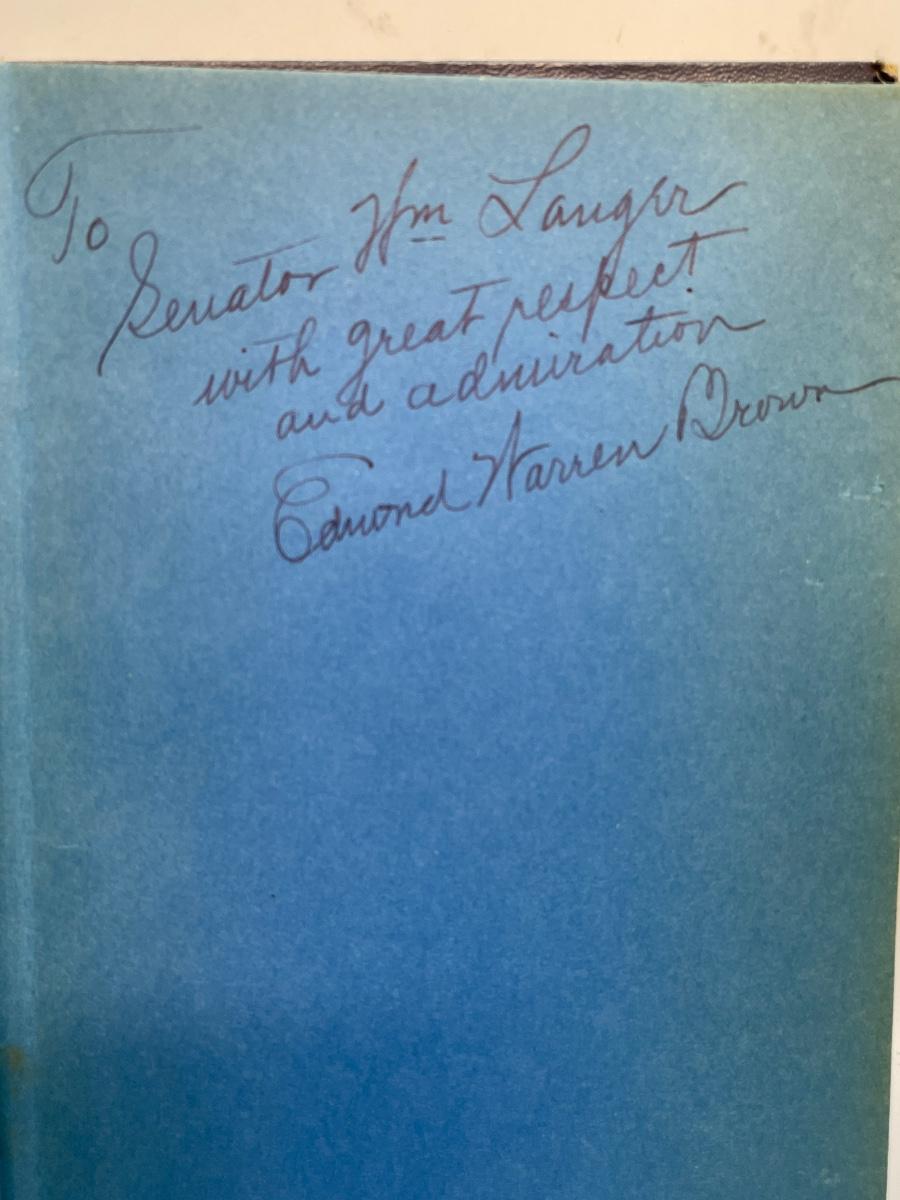 To
Senator Wm Langer
with great respect
and admiration
Edmond Warren Brown